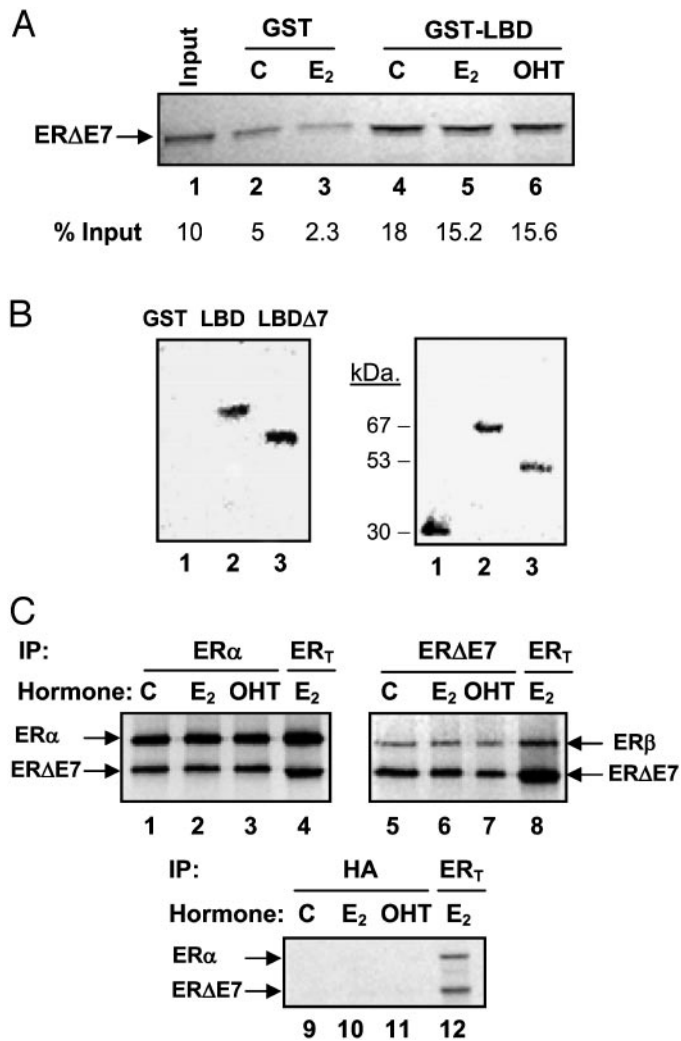 A
Input GST GST-LBD
C E₂ C E₂ OHT
ERΔE7
1 2 3 4 5 6
% Input 10 5 2.3 18 15.2 15.6
B
GST LBD LBDΔ7
kDa.
67
53
30
1 2 3 1 2 3
C
IP: ERα ER_T ERΔE7 ER_T
Hormone: C E₂ OHT E₂ C E₂ OHT E₂
ERα ERβ
ERΔE7 ERΔE7
1 2 3 4 5 6 7 8
IP: HA ER_T
Hormone: C E₂ OHT E₂
ERα
ERΔE7
9 10 11 12